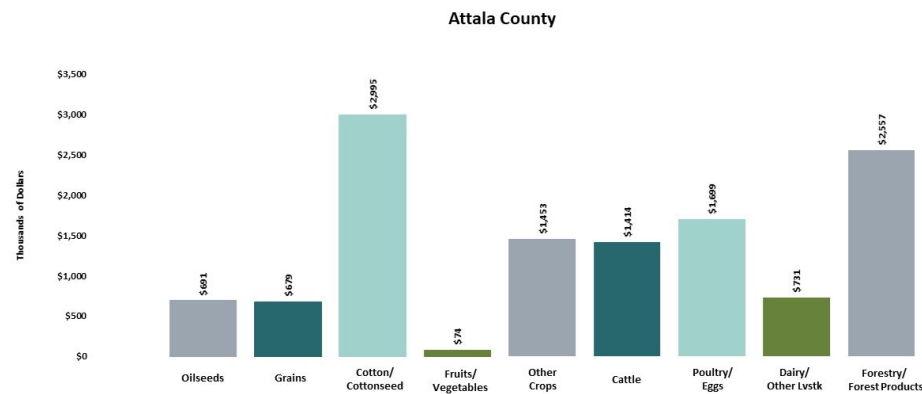 Attala County
$3,500
$3,000
$2,500
$2,000
$1,500
$1,000
$500
$0
Thousands of Dollars
$691
$679
$2,995
$74
$1,453
$1,414
$1,699
$731
$2,557
Oilseeds
Grains
Cotton/
Cottonseed
Fruits/
Vegetables
Other
Crops
Cattle
Poultry/
Eggs
Dairy/
Other Lvstk
Forestry/
Forest Products